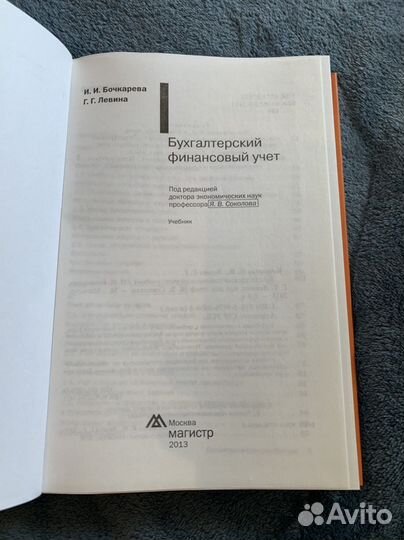 И. И. Бочкарева
Г. Г. Левина
Бухгалтерский
финансовый учет
Под редакцией
доктора экономических наук
профессора Я. В. Соколова
Учебник
Москва
магистр
2013
Avito